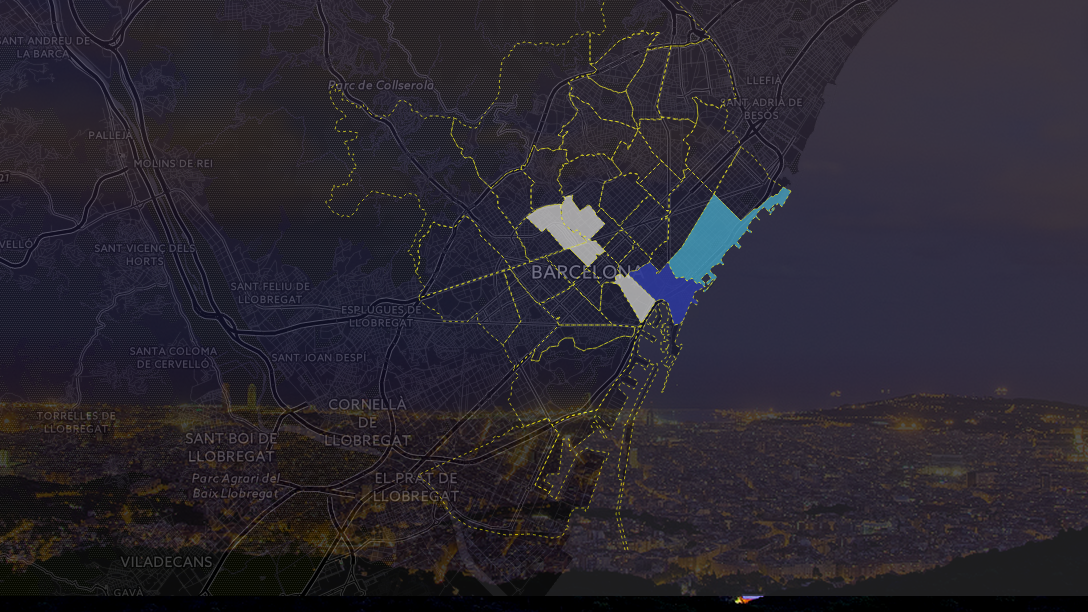 SANT ANDREU DE
LA BARCA
Parc de Collserola
LLEFIÀ
SANT ADRIÀ DE
BESÒS
PALLEJÀ
MOLINS DE REI
21
SANT VICENÇ DELS
HORTS
BARCELON
SANT FELIU DE
LLOBREGAT
ESPLUGUES DE
LLOBREGAT
SANTA COLOMA
DE CERVELLÓ
SANT JOAN DESPÍ
CORNELLÀ
DE
LLOBREGAT
TORRELLES DE
LLOBREGAT
SANT BOI DE
LLOBREGAT
Parc Agrari del
Baix Llobregat
EL PRAT DE
LLOBREGAT
VILADECANS
GAVÀ